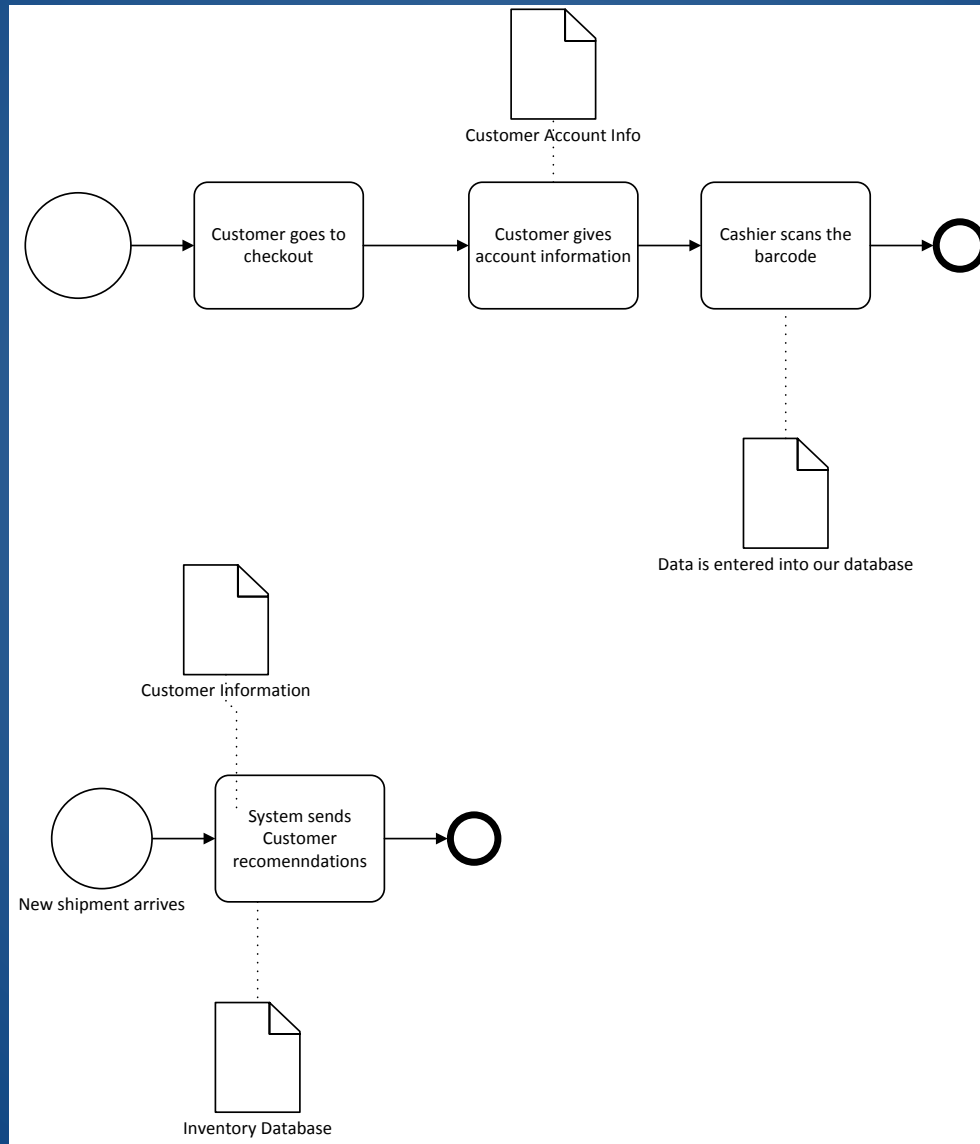 Customer Account Info
Customer goes to
checkout
Customer gives
account information
Cashier scans the
barcode
Data is entered into our database
Customer Information
System sends
Customer
recomenndations
New shipment arrives
Inventory Database